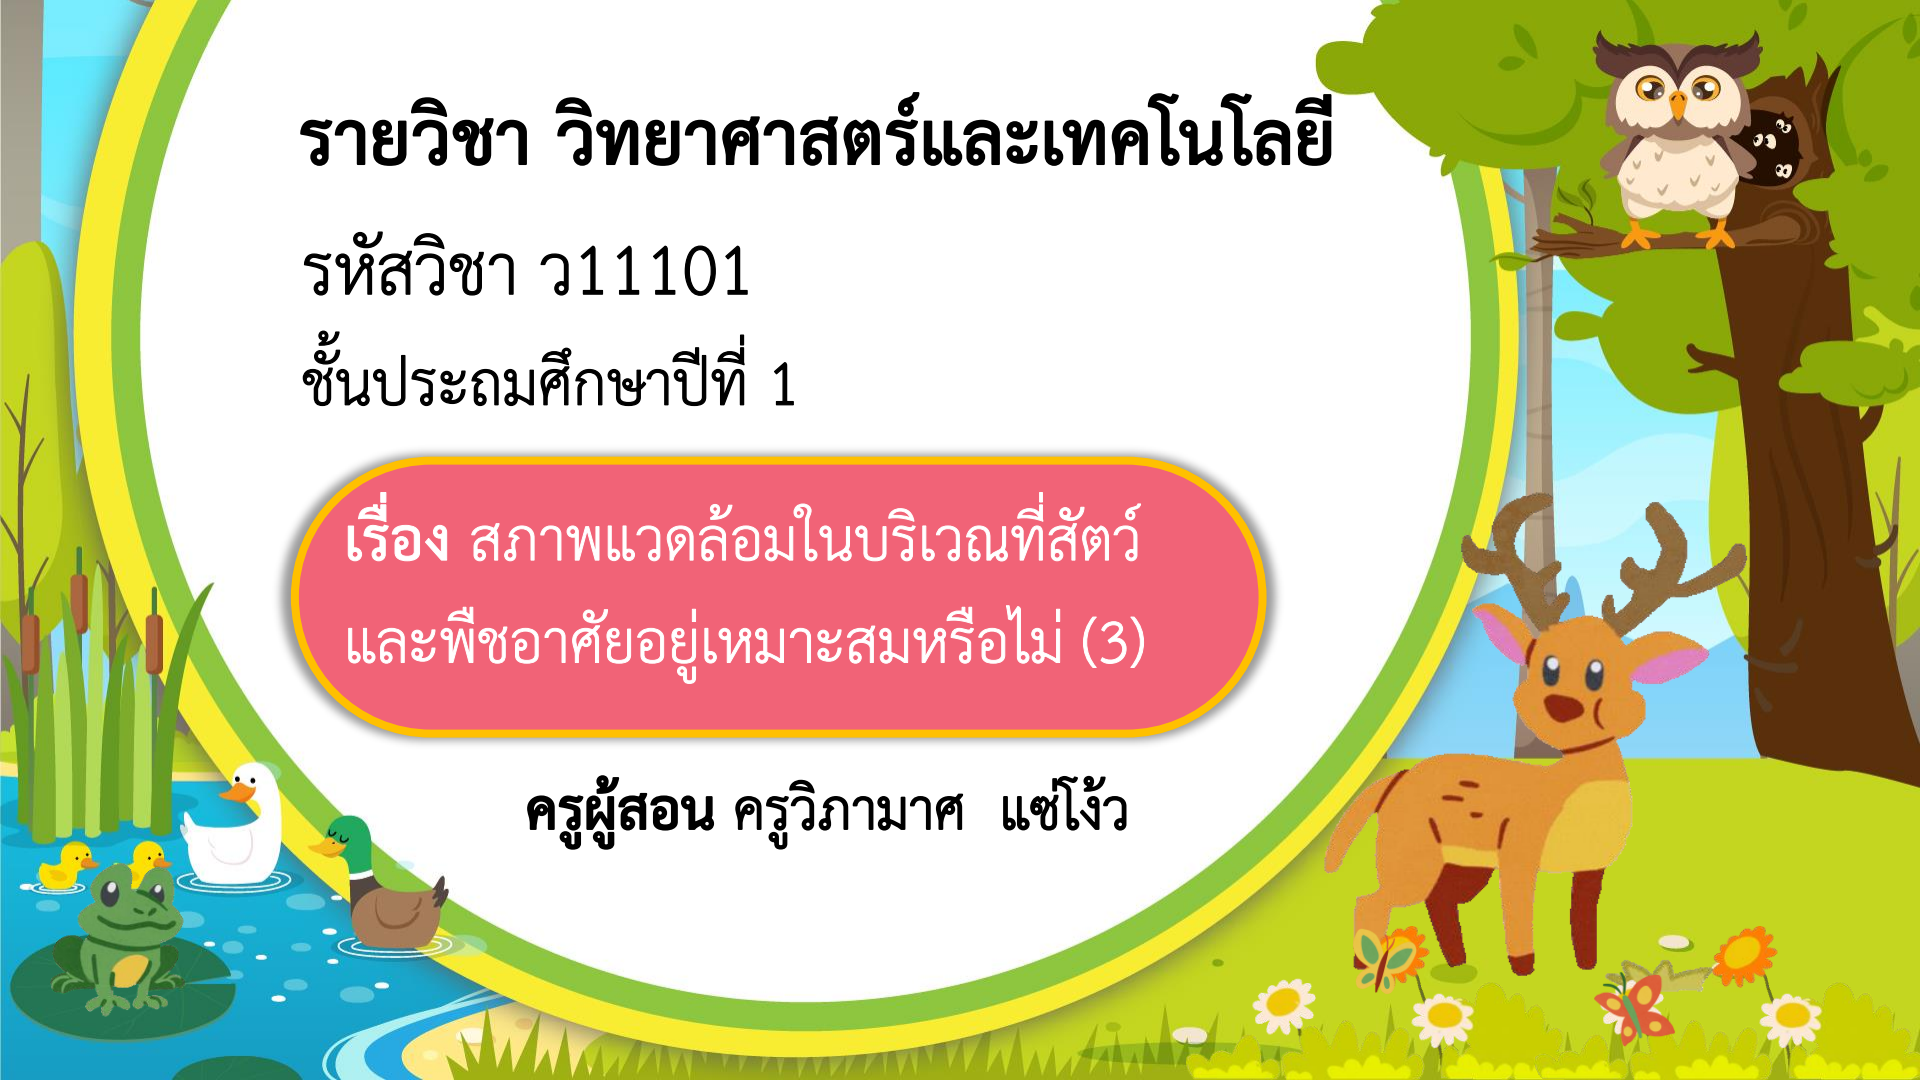 รายวิชา วิทยาศาสตร์และเทคโนโลยี
รหัสวิชา ว11101
ชั้นประถมศึกษาปีที่ 1
เรื่อง สภาพแวดล้อมในบริเวณที่สัตว์
และพืชอาศัยอยู่เหมาะสมหรือไม่ (3)
ครูผู้สอน ครูวิภามาศ แซ่โง้ว